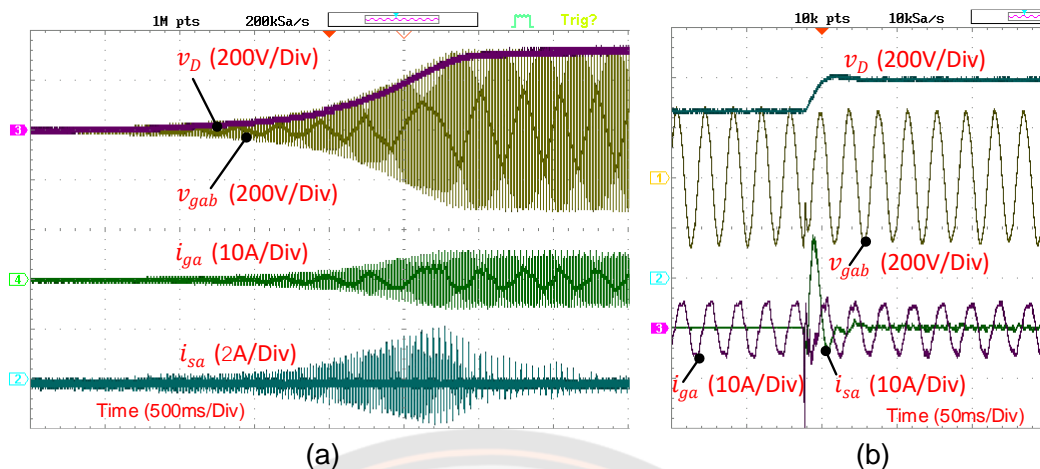 1M pts 200kSa/s Trig?
v_D (200V/Div)
3
v_gab (200V/Div)
i_ga (10A/Div)
4
i_sa (2A/Div)
2
Time (500ms/Div)
(a)
10k pts 10kSa/s
v_D (200V/Div)
1
v_gab (200V/Div)
2
3
i_ga (10A/Div) i_sa (10A/Div)
Time (50ms/Div)
(b)